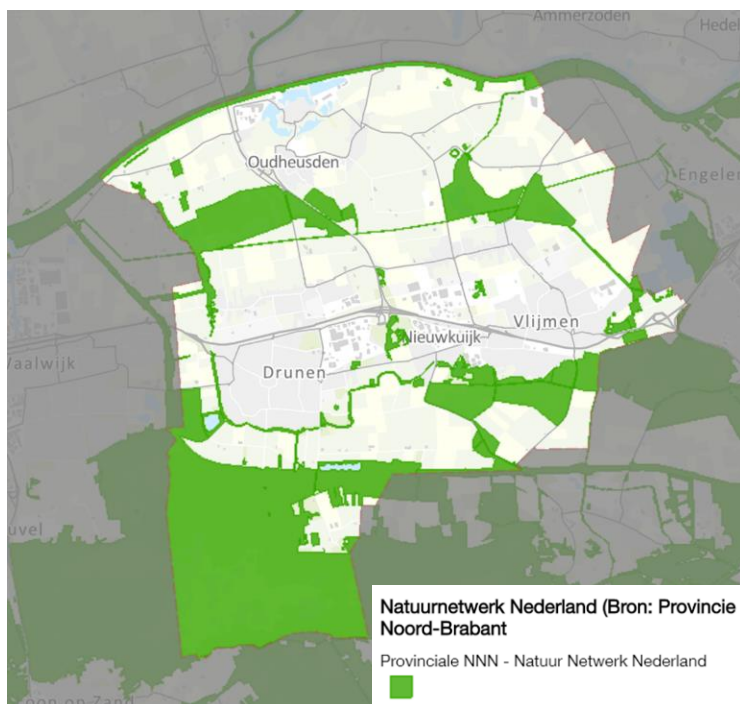 Ammerzoden
Hedel
Oudheusden
Engelen
Vlijmen
Nieuwkuijk
Waalwijk
Drunen
uvel
oon op Zand
Natuurnetwerk Nederland (Bron: Provincie
Noord-Brabant
Provinciale NNN - Natuur Netwerk Nederland